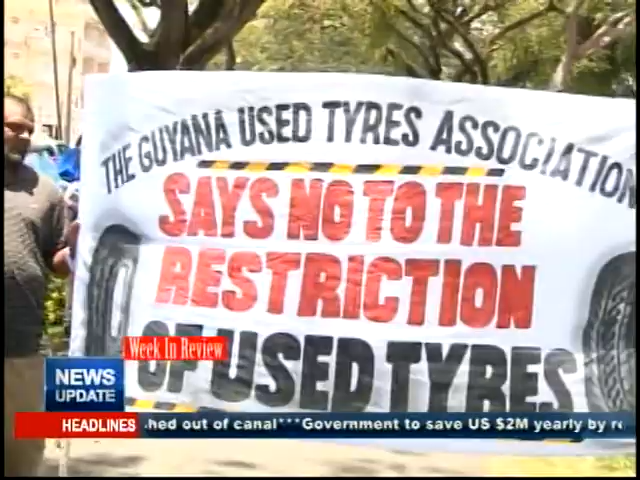 THE GUYANA USED TYRES ASSOCIATION
SAYS NO TO THE
RESTRICTION
OF USED TYRES
Week In Review
NEWS
UPDATE
HEADLINES
hed out of canal***Government to save US $2M yearly by